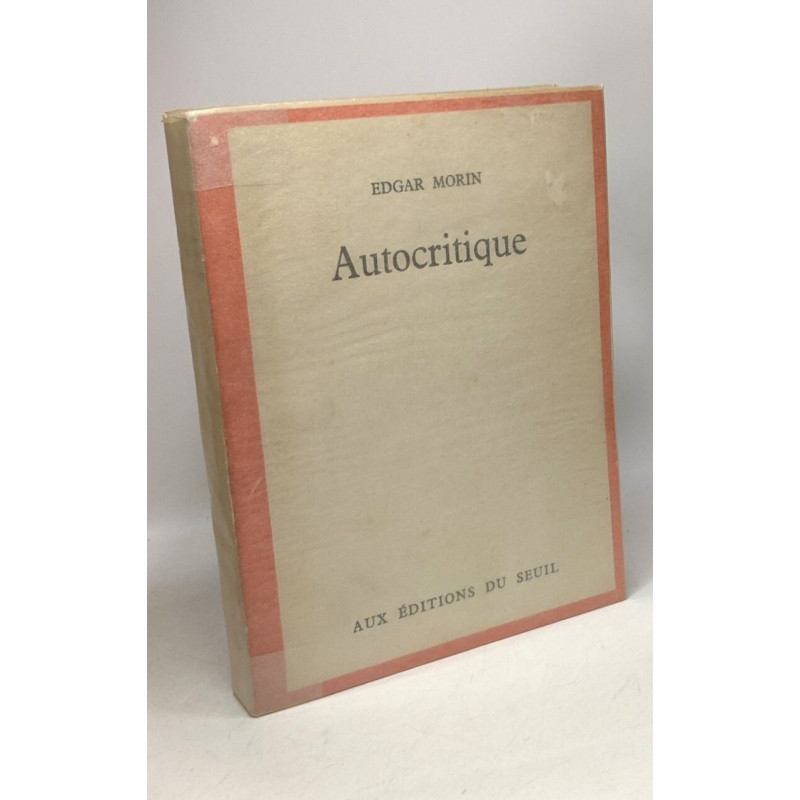 EDGAR MORIN
Autocritique
AUX ÉDITIONS DU SEUIL